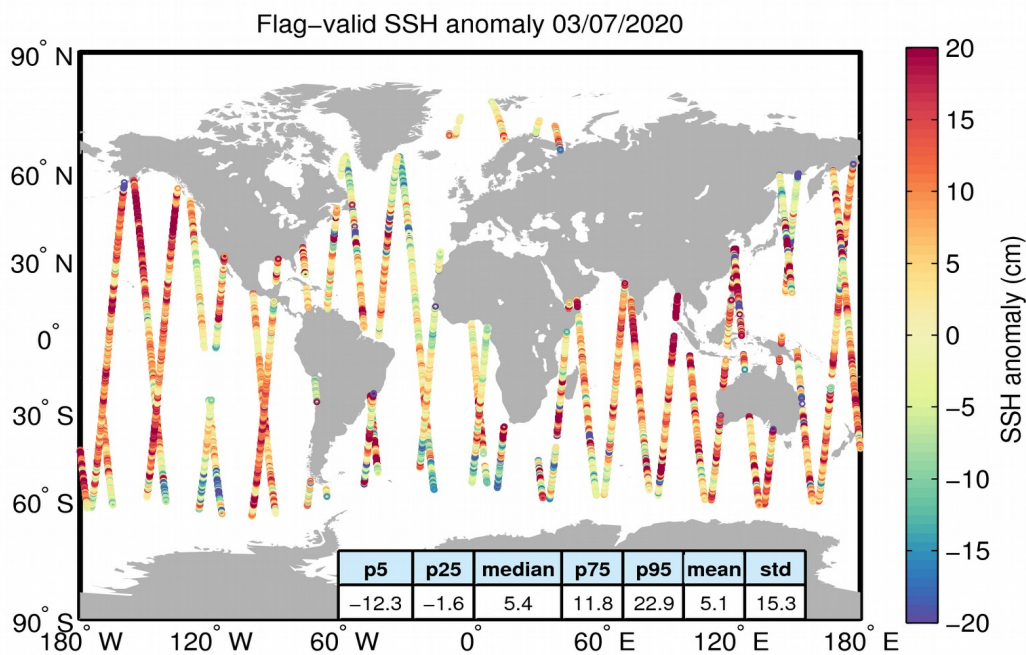 Flag−valid SSH anomaly 03/07/2020
90° N
60° N
30° N
0°
30° S
60° S
90° S
180° W
120° W
60° W
0°
60° E
120° E
180° E
p5 p25 median p75 p95 mean std
−12.3 −1.6 5.4 11.8 22.9 5.1 15.3
20
15
10
5
0
−5
−10
−15
−20
SSH anomaly (cm)